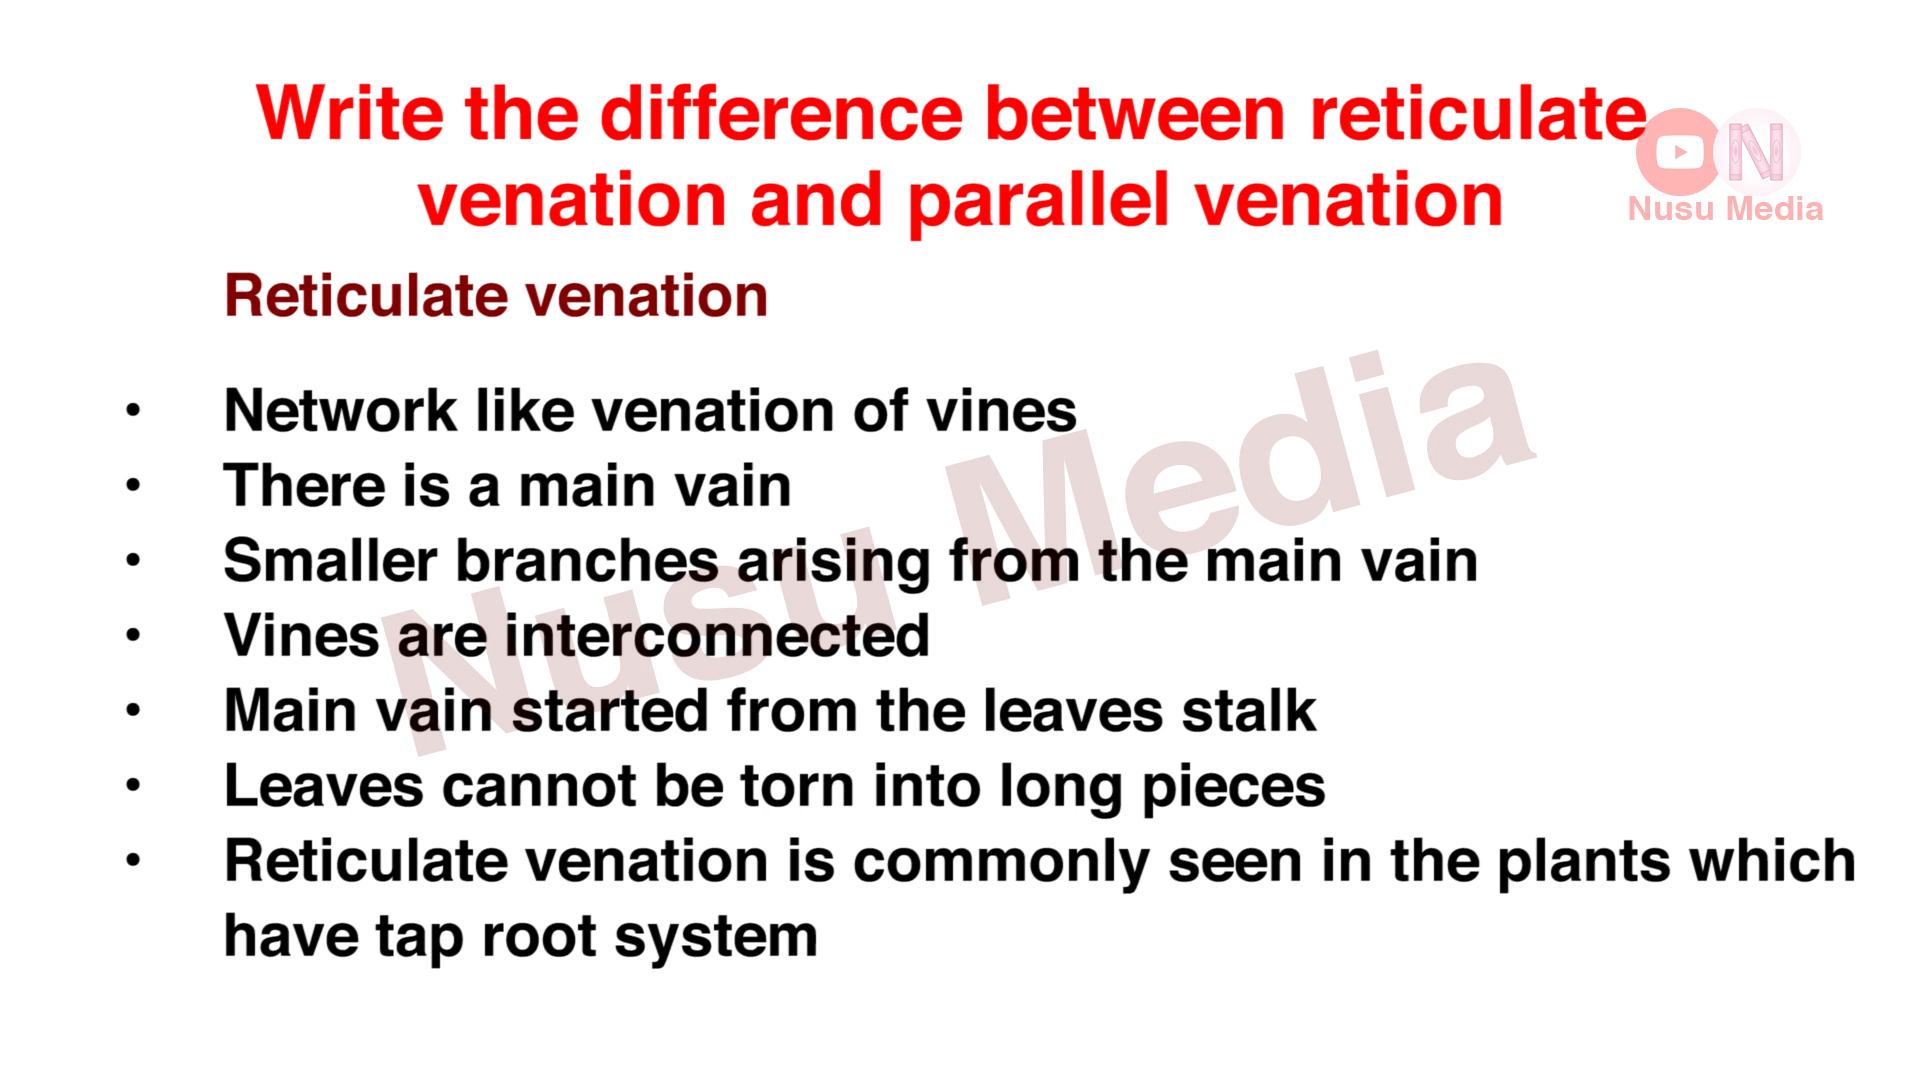 Write the difference between reticulate
venation and parallel venation
Nusu Media
Reticulate venation
• Network like venation of vines
• There is a main vain
• Smaller branches arising from the main vain
• Vines are interconnected
• Main vain started from the leaves stalk
• Leaves cannot be torn into long pieces
• Reticulate venation is commonly seen in the plants which
have tap root system
Nusu Media